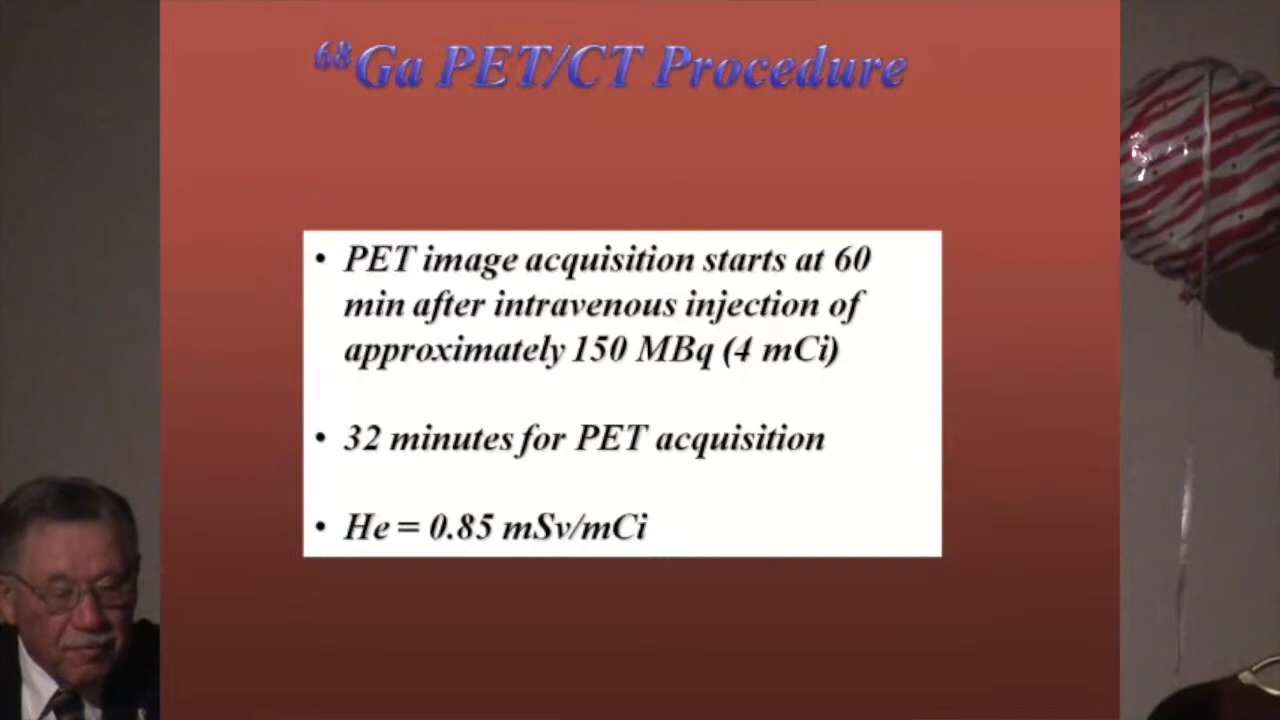 ⁶⁸Ga PET/CT Procedure
• PET image acquisition starts at 60
min after intravenous injection of
approximately 150 MBq (4 mCi)
• 32 minutes for PET acquisition
• He = 0.85 mSv/mCi